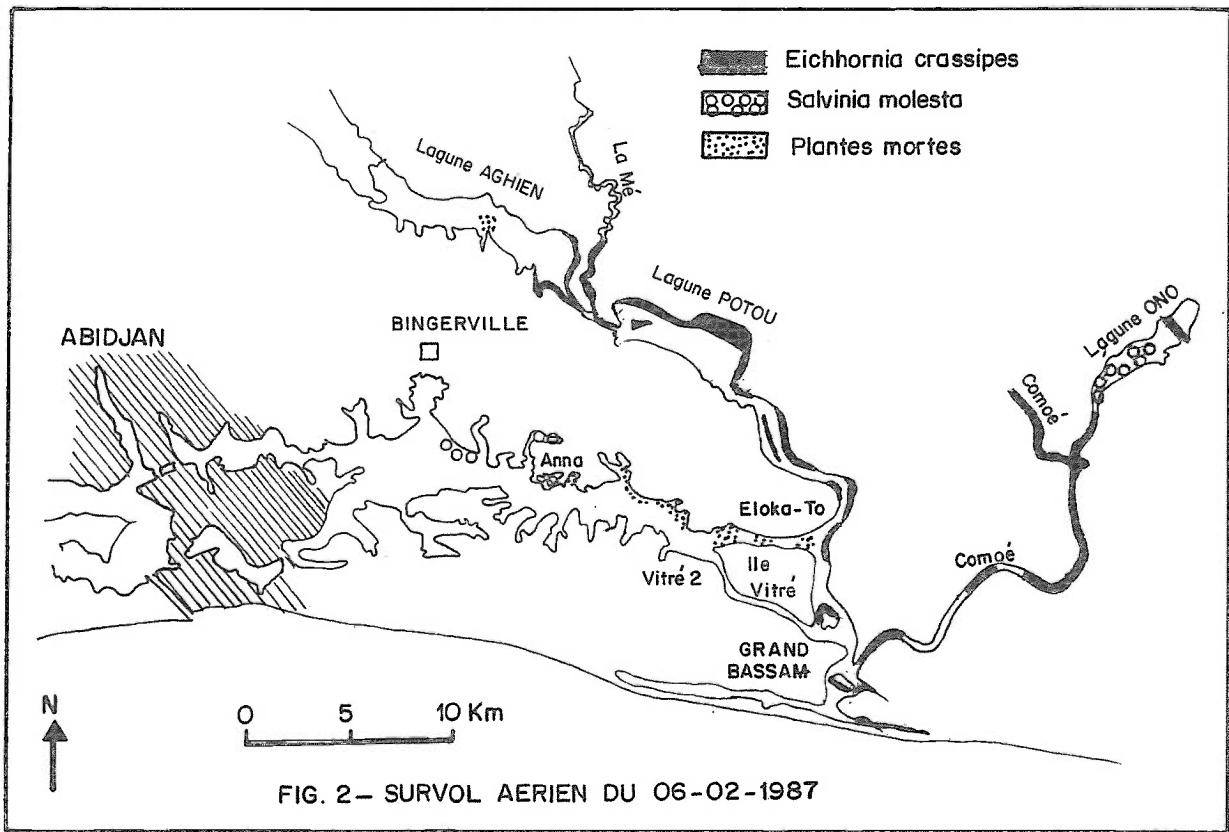 Eichhornia crassipes
Salvinia molesta
Plantes mortes
Lagune AGHIEN
La Mé
Lagune POTOU
Lagune ONO
BINGERVILLE
ABIDJAN
Comoé
Anna
Eloka-To
Comoé
Vitré 2
Ile
Vitré
GRAND
BASSAM
N
0 5 10 Km
FIG. 2– SURVOL AERIEN DU 06-02-1987